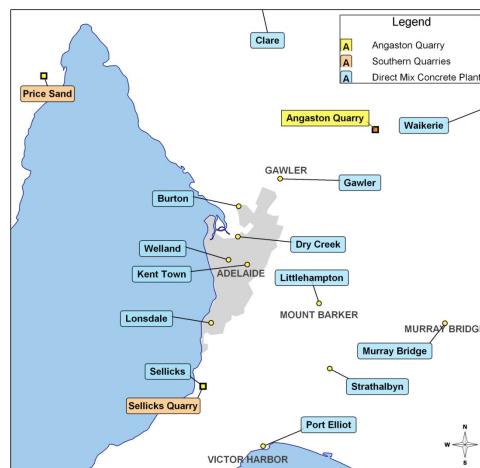 Legend
A Angaston Quarry
A Southern Quarries
A Direct Mix Concrete Plant
Clare
Price Sand
Angaston Quarry
Waikerie
GAWLER
Gawler
Burton
Dry Creek
Welland
Kent Town
ADELAIDE
Littlehampton
MOUNT BARKER
Lonsdale
MURRAY BRIDGE
Murray Bridge
Sellicks
Strathalbyn
Sellicks Quarry
Port Elliot
VICTOR HARBOR
N
W E
S